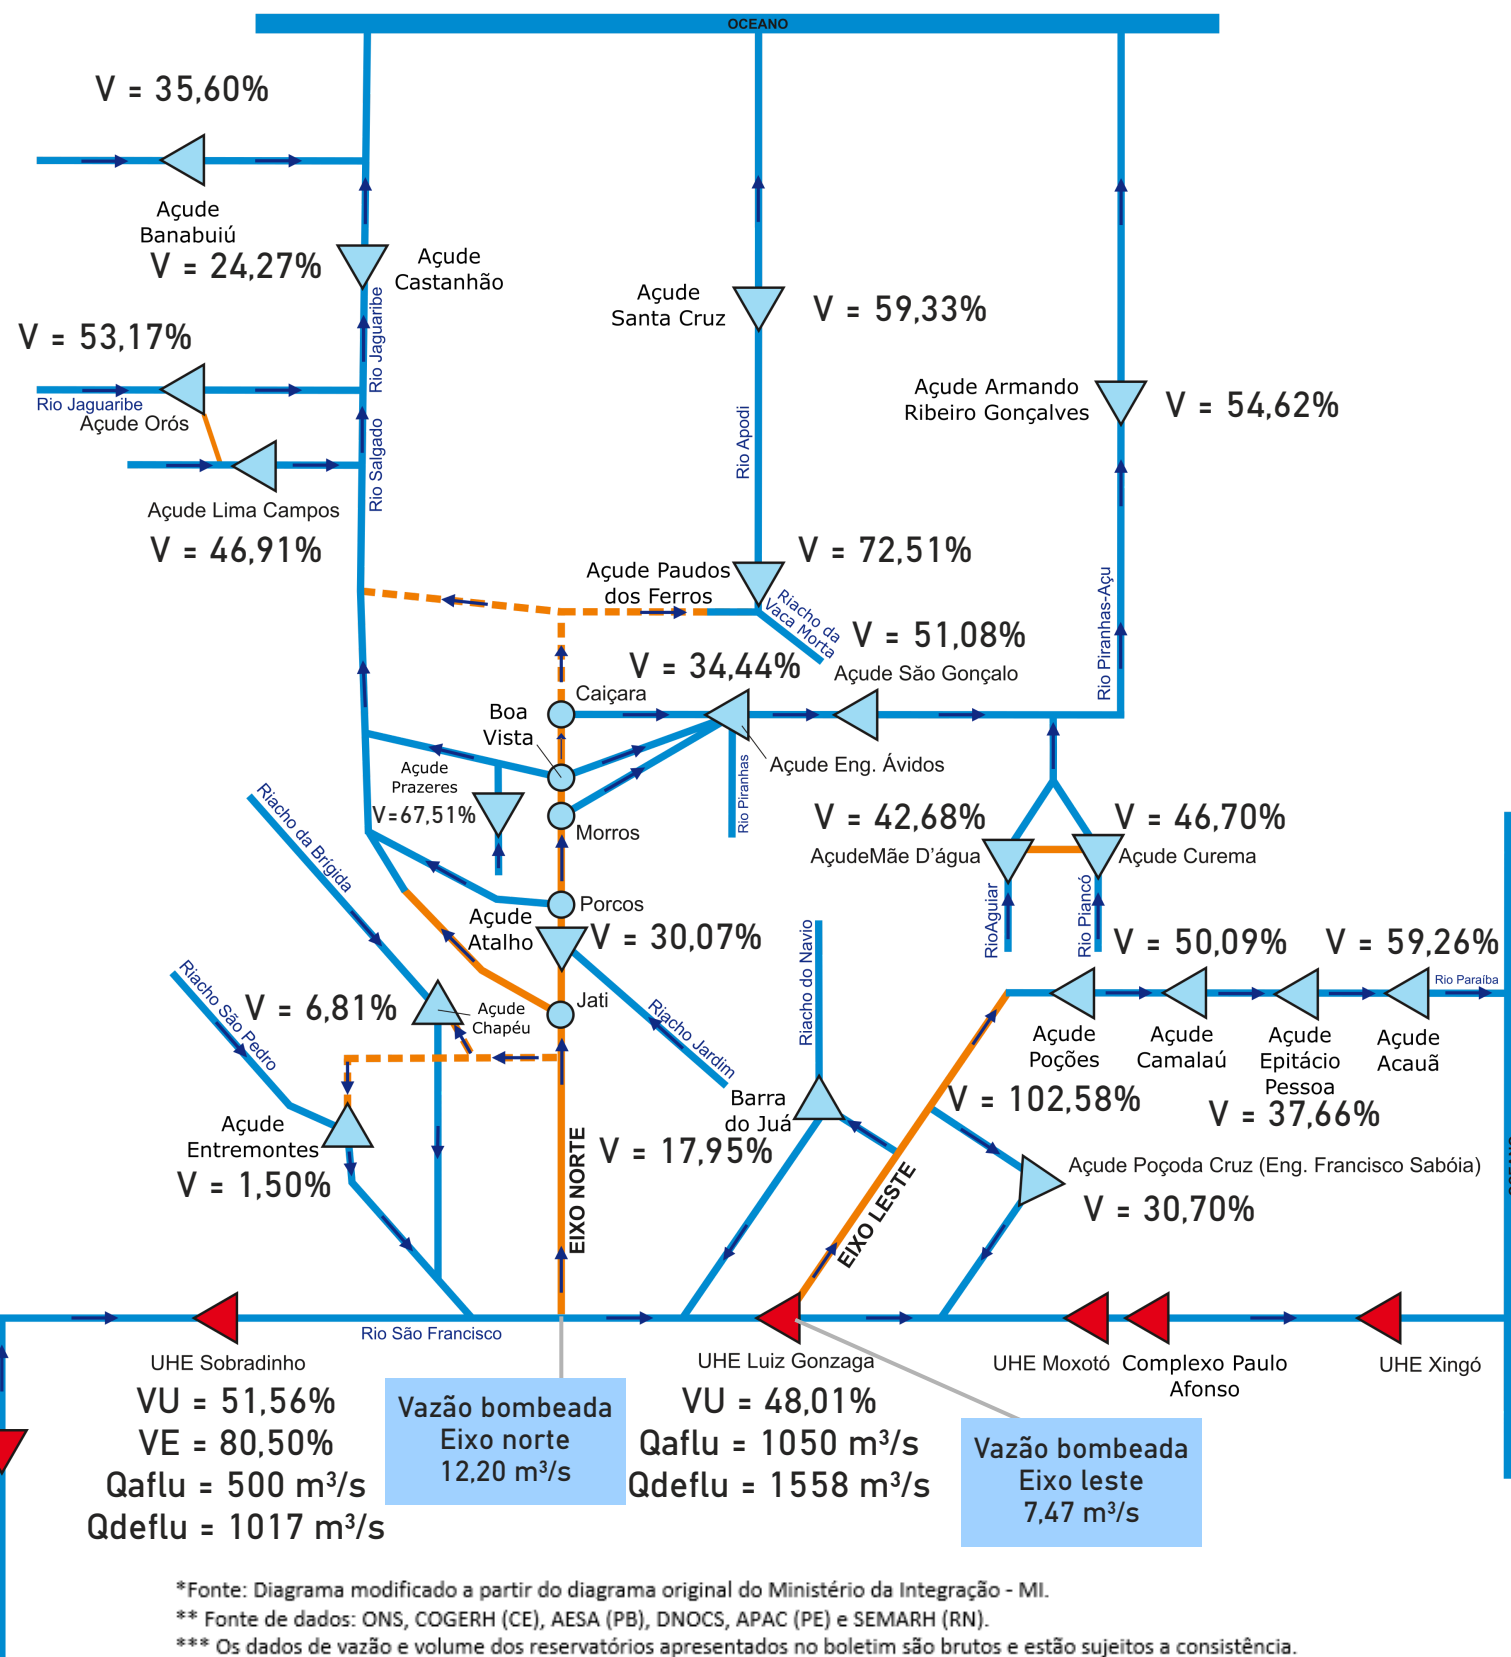 OCEANO
V = 35,60%
Açude
Banabuiú
V = 24,27%
Açude
Castanhão
Rio Jaguaribe
Açude
Santa Cruz
V = 59,33%
V = 53,17%
Rio Jaguaribe
Açude Orós
Açude Armando
Ribeiro Gonçalves
V = 54,62%
Rio Salgado
Rio Apodi
Açude Lima Campos
V = 46,91%
V = 72,51%
Açude Paudos
dos Ferros
Riacho da
Vaca Morta
Rio Piranhas-Açu
V = 51,08%
V = 34,44%
Açude São Gonçalo
Caiçara
Boa
Vista
Açude
Prazeres
V=67,51%
Açude Eng. Ávidos
Rio Piranhas
Morros
Riacho da Brígida
V = 42,68%
V = 46,70%
AçudeMãe D'água
Açude Curema
RioAguiar
Rio Piancó
Porcos
Açude
Atalho
V = 30,07%
Riacho do Navio
V = 50,09%
V = 59,26%
Rio Paraíba
Riacho São Pedro
V = 6,81%
Açude
Chapéu
Jati
Riacho Jardim
Açude
Poções
Açude
Camalaú
Açude
Epitácio
Pessoa
Açude
Acauã
Barra
do Juá
V = 102,58%
V = 37,66%
Açude
Entremontes
V = 1,50%
EIXO NORTE
V = 17,95%
EIXO LESTE
Açude Poçoda Cruz (Eng. Francisco Sabóia)
V = 30,70%
OCEANO
Rio São Francisco
UHE Sobradinho
VU = 51,56%
VE = 80,50%
Qaflu = 500 m³/s
Qdeflu = 1017 m³/s
Vazão bombeada
Eixo norte
12,20 m³/s
UHE Luiz Gonzaga
VU = 48,01%
Qaflu = 1050 m³/s
Qdeflu = 1558 m³/s
Vazão bombeada
Eixo leste
7,47 m³/s
UHE Moxotó
Complexo Paulo
Afonso
UHE Xingó
*Fonte: Diagrama modificado a partir do diagrama original do Ministério da Integração - MI.
** Fonte de dados: ONS, COGERH (CE), AESA (PB), DNOCS, APAC (PE) e SEMARH (RN).
*** Os dados de vazão e volume dos reservatórios apresentados no boletim são brutos e estão sujeitos a consistência.